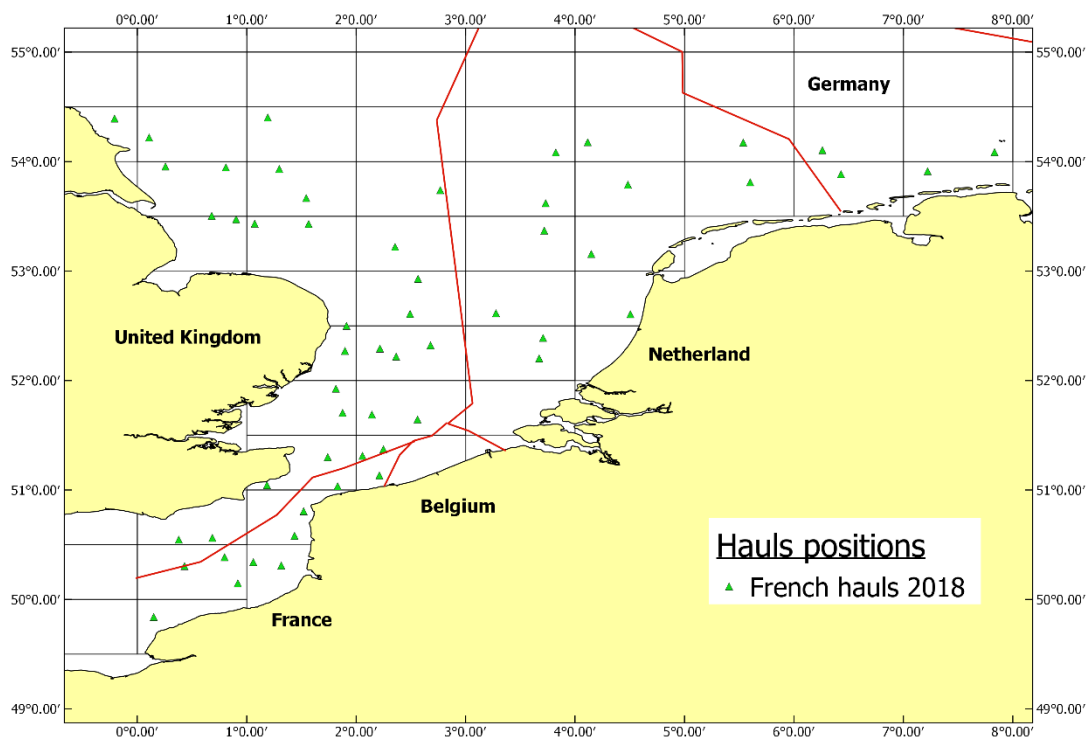 0°0.00′ 1°0.00′ 2°0.00′ 3°0.00′ 4°0.00′ 5°0.00′ 6°0.00′ 7°0.00′ 8°0.00′
55°0.00′ 55°0.00′
Germany
54°0.00′ 54°0.00′
53°0.00′ 53°0.00′
United Kingdom
Netherland
52°0.00′ 52°0.00′
51°0.00′ 51°0.00′
Belgium
Hauls positions
French hauls 2018
50°0.00′ 50°0.00′
France
49°0.00′ 49°0.00′
0°0.00′ 1°0.00′ 2°0.00′ 3°0.00′ 4°0.00′ 5°0.00′ 6°0.00′ 7°0.00′ 8°0.00′